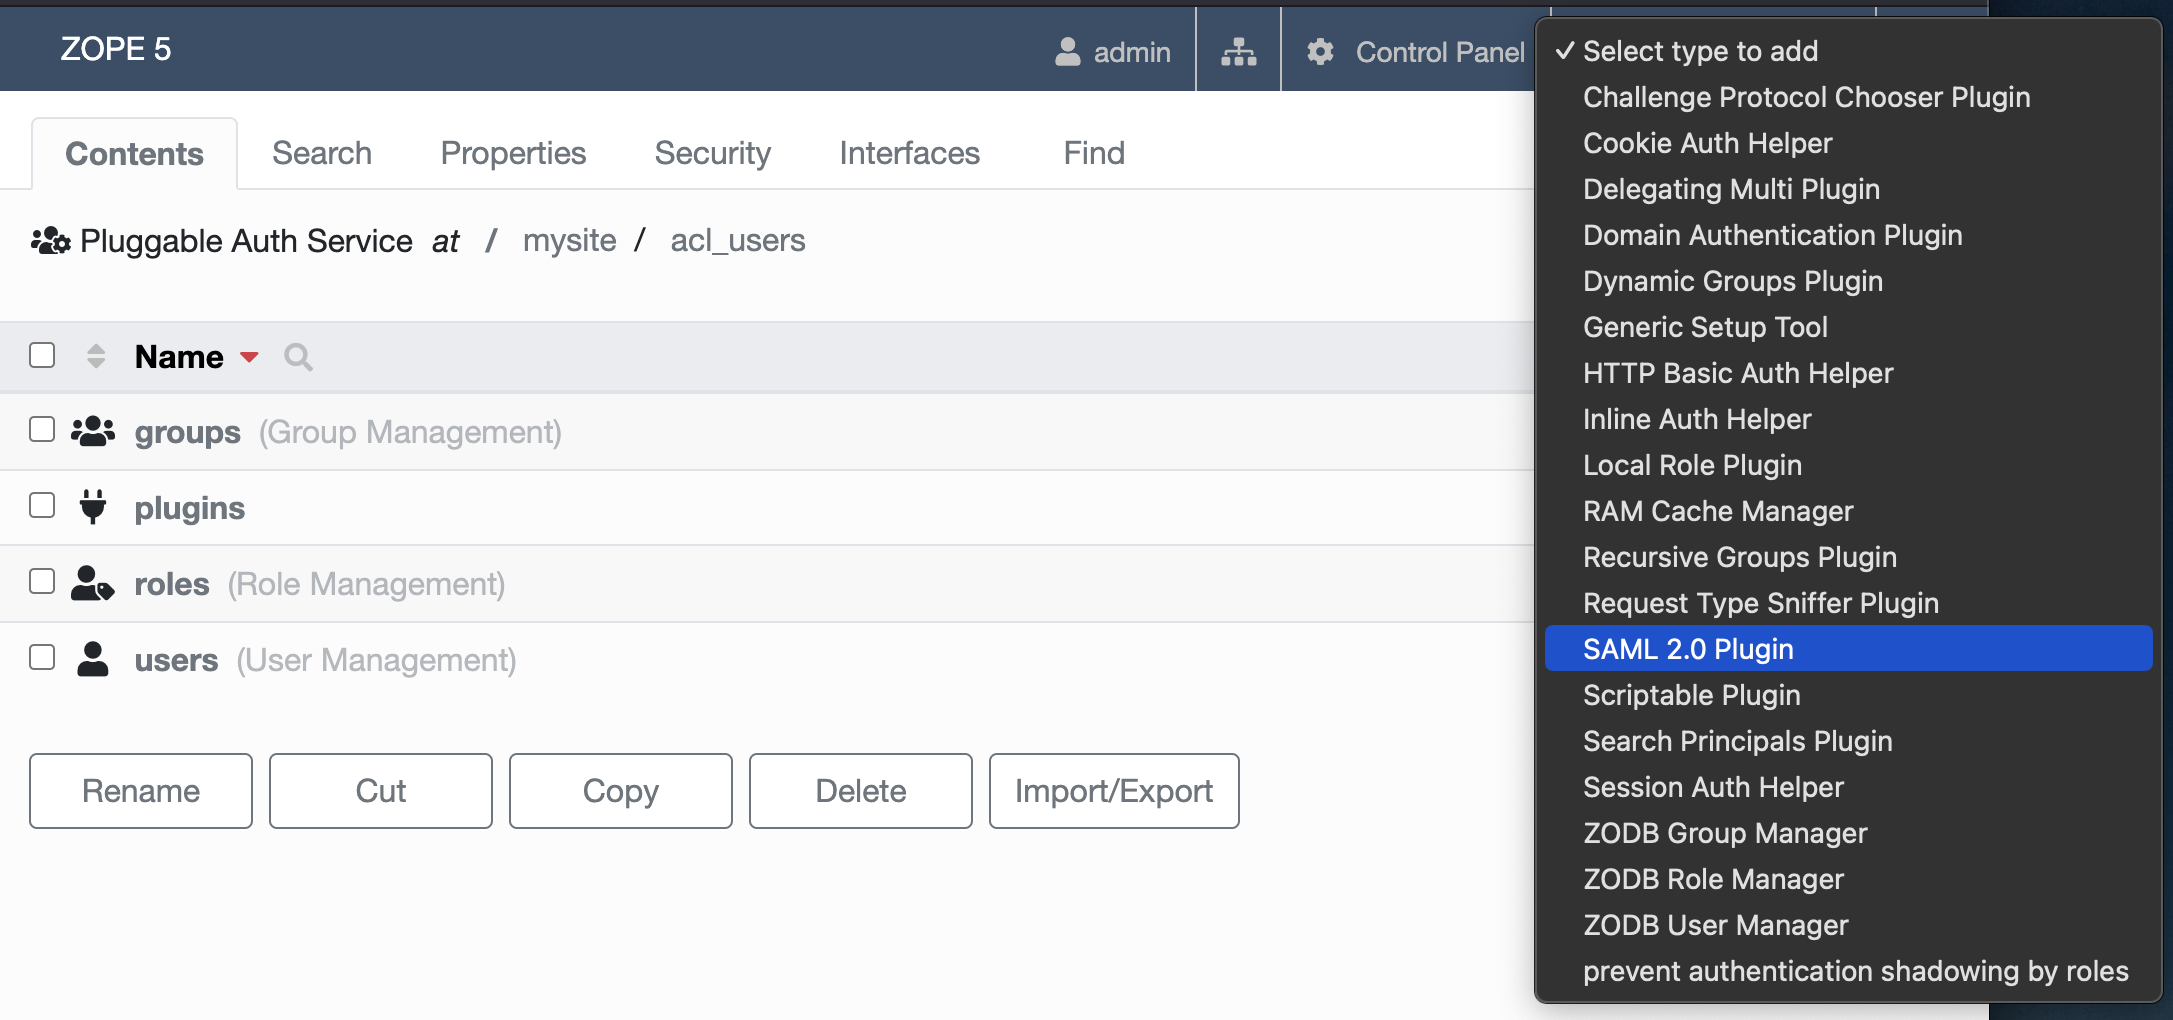 ZOPE 5
admin
Control Panel
Contents
Search
Properties
Security
Interfaces
Find
Pluggable Auth Service at / mysite / acl_users
Name
groups (Group Management)
plugins
roles (Role Management)
users (User Management)
Rename
Cut
Copy
Delete
Import/Export
✓ Select type to add
Challenge Protocol Chooser Plugin
Cookie Auth Helper
Delegating Multi Plugin
Domain Authentication Plugin
Dynamic Groups Plugin
Generic Setup Tool
HTTP Basic Auth Helper
Inline Auth Helper
Local Role Plugin
RAM Cache Manager
Recursive Groups Plugin
Request Type Sniffer Plugin
SAML 2.0 Plugin
Scriptable Plugin
Search Principals Plugin
Session Auth Helper
ZODB Group Manager
ZODB Role Manager
ZODB User Manager
prevent authentication shadowing by roles